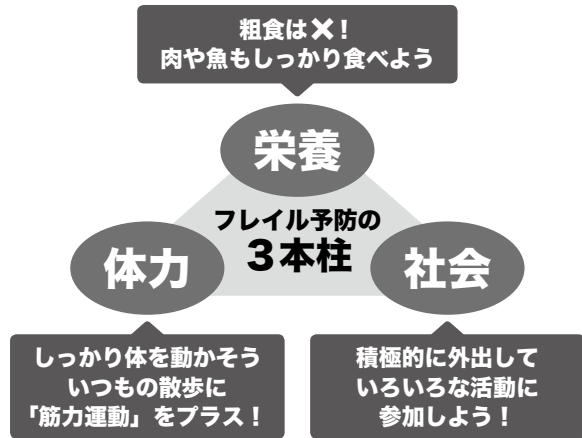 粗食は✖！
肉や魚もしっかり食べよう
栄養
フレイル予防の
3本柱
体力
社会
しっかり体を動かそう
いつもの散歩に
「筋力運動」をプラス！
積極的に外出して
いろいろな活動に
参加しよう！